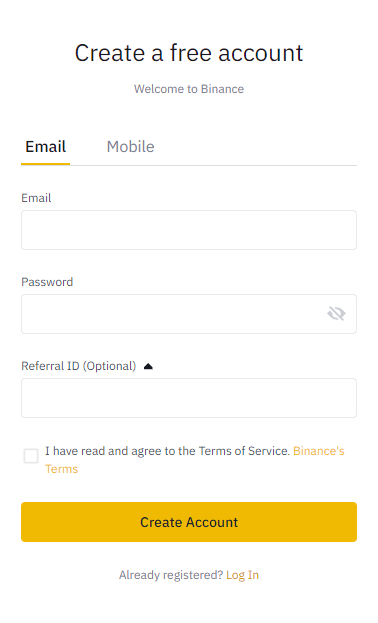 Create a free account
Welcome to Binance
Email Mobile
Email
Password
Referral ID (Optional)
I have read and agree to the Terms of Service. Binance's
Terms
Create Account
Already registered? Log In